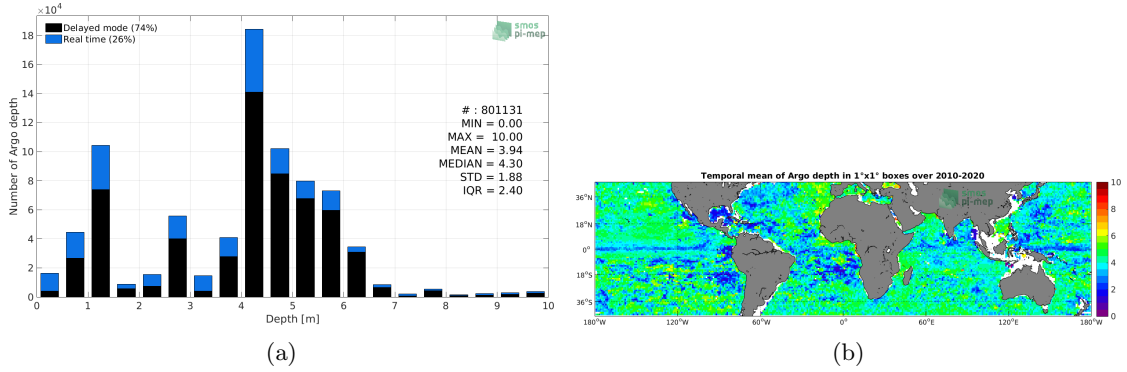 ×10⁴
Delayed mode (74%)
Real time (26%)
smos
pi-mep
# : 801131
MIN = 0.00
MAX = 10.00
MEAN = 3.94
MEDIAN = 4.30
STD = 1.88
IQR = 2.40
Number of Argo depth
18
16
14
12
10
8
6
4
2
0
0 1 2 3 4 5 6 7 8 9 10
Depth [m]
(a)
Temporal mean of Argo depth in 1°x1° boxes over 2010-2020
smos
pi-mep
36°N
18°N
0°
18°S
36°S
180°W 120°W 60°W 0° 60°E 120°E 180°W
10
8
6
4
2
0
(b)